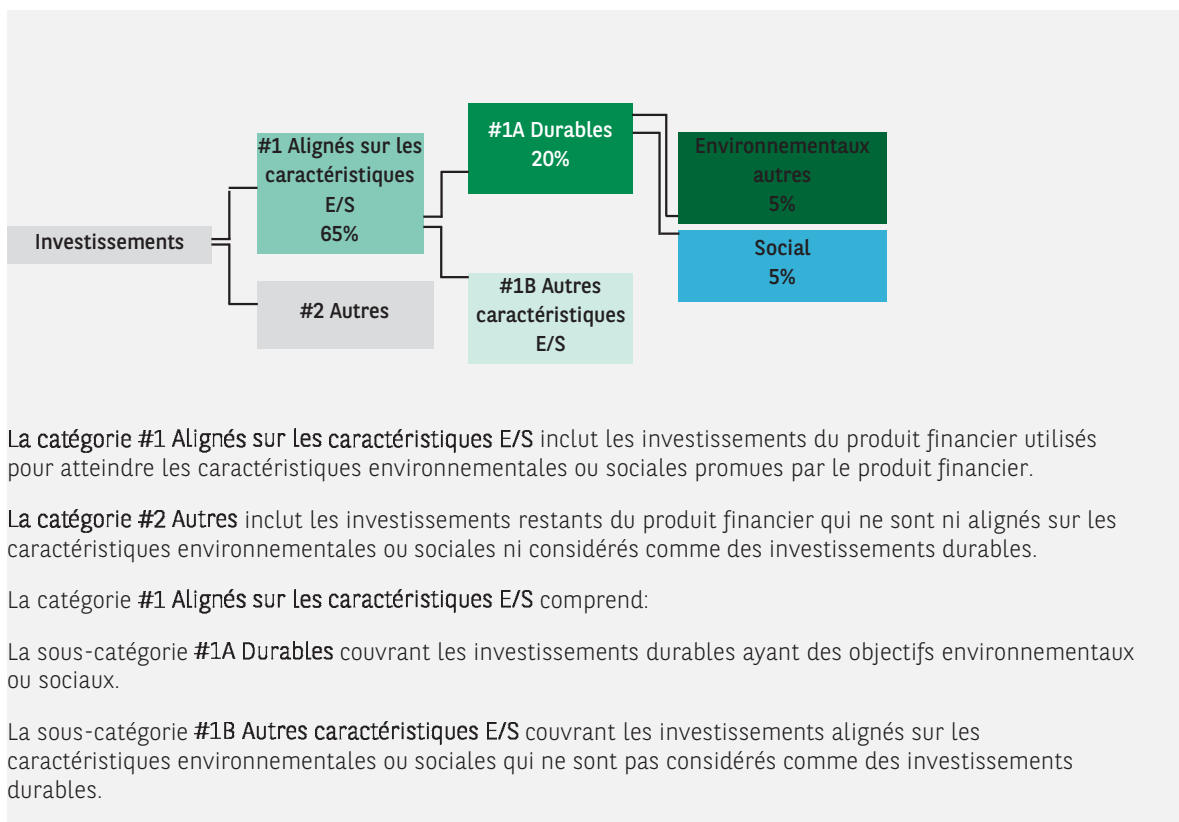 Investissements
#1 Alignés sur les
caractéristiques
E/S
65%
#2 Autres
#1A Durables
20%
#1B Autres
caractéristiques
E/S
Environnementaux
autres
5%
Social
5%
La catégorie #1 Alignés sur les caractéristiques E/S inclut les investissements du produit financier utilisés
pour atteindre les caractéristiques environnementales ou sociales promues par le produit financier.
La catégorie #2 Autres inclut les investissements restants du produit financier qui ne sont ni alignés sur les
caractéristiques environnementales ou sociales ni considérés comme des investissements durables.
La catégorie #1 Alignés sur les caractéristiques E/S comprend:
La sous-catégorie #1A Durables couvrant les investissements durables ayant des objectifs environnementaux
ou sociaux.
La sous-catégorie #1B Autres caractéristiques E/S couvrant les investissements alignés sur les
caractéristiques environnementales ou sociales qui ne sont pas considérés comme des investissements
durables.